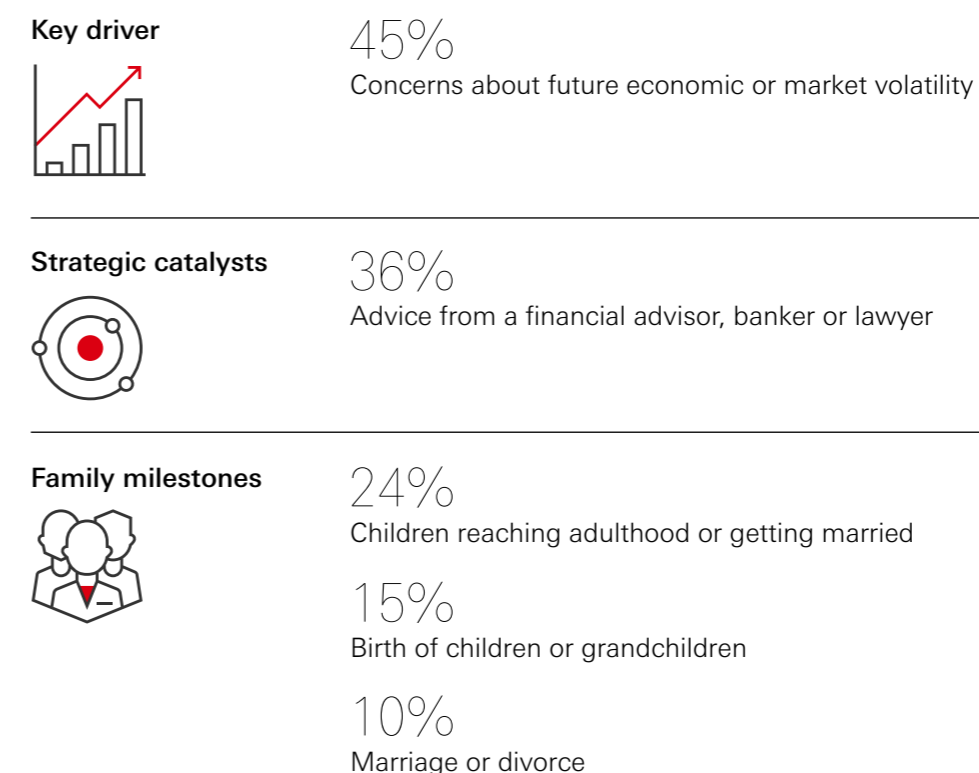 Key driver
45%
Concerns about future economic or market volatility
Strategic catalysts
36%
Advice from a financial advisor, banker or lawyer
Family milestones
24%
Children reaching adulthood or getting married
15%
Birth of children or grandchildren
10%
Marriage or divorce